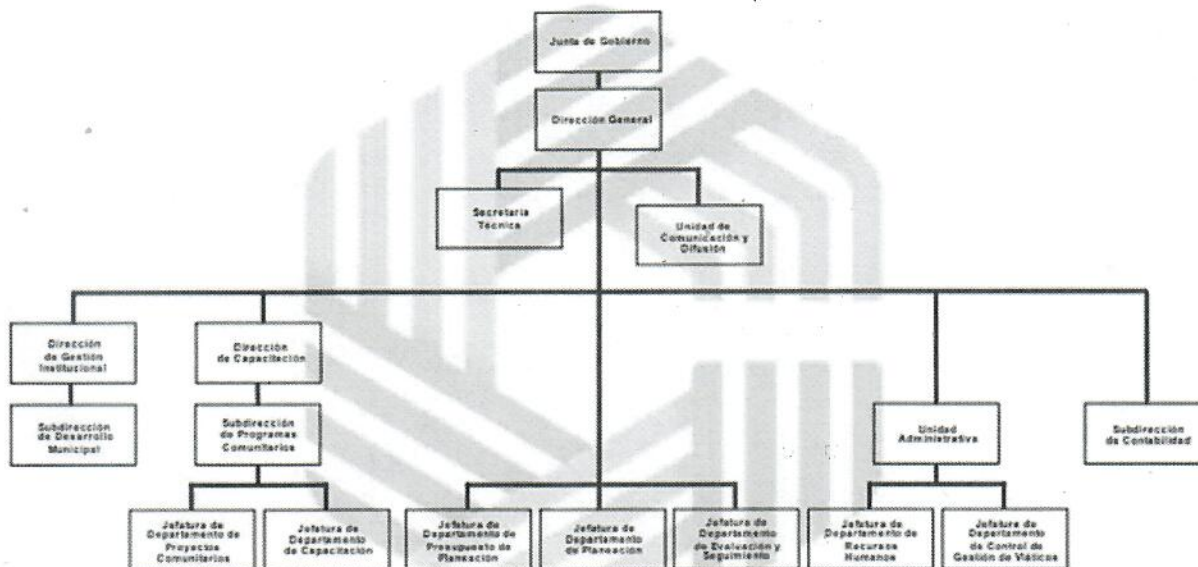 Junta de Gobierno
Dirección General
Secretaría
Técnica
Unidad de
Comunicación y
Difusión
Dirección
de Gestión
Institucional
Dirección
de Capacitación
Subdirección
de Desarrollo
Municipal
Subdirección
de Programas
Comunitarios
Unidad
Administrativa
Subdirección
de Contabilidad
Jefatura de
Departamento de
Proyectos
Comunitarios
Jefatura de
Departamento
de Capacitación
Jefatura de
Departamento de
Presupuesto de
Planeación
Jefatura de
Departamento
de Planeación
Jefatura de
Departamento
de Evaluación y
Seguimiento
Jefatura de
Departamento de
Recursos
Humanos
Jefatura de
Departamento
de Control de
Gestión de Viáticos